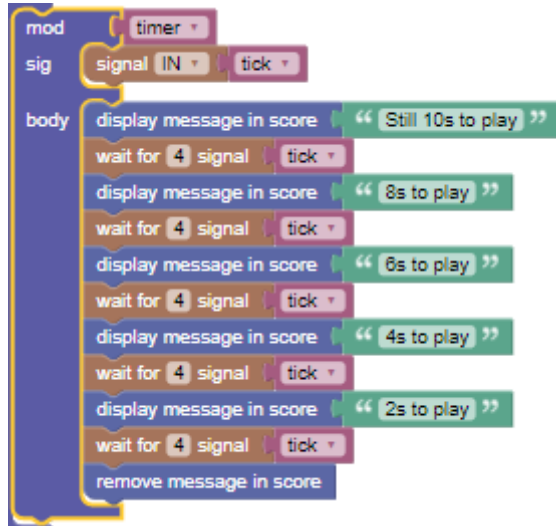 mod timer
sig signal IN tick
body display message in score “ Still 10s to play ”
wait for 4 signal tick
display message in score “ 8s to play ”
wait for 4 signal tick
display message in score “ 6s to play ”
wait for 4 signal tick
display message in score “ 4s to play ”
wait for 4 signal tick
display message in score “ 2s to play ”
wait for 4 signal tick
remove message in score